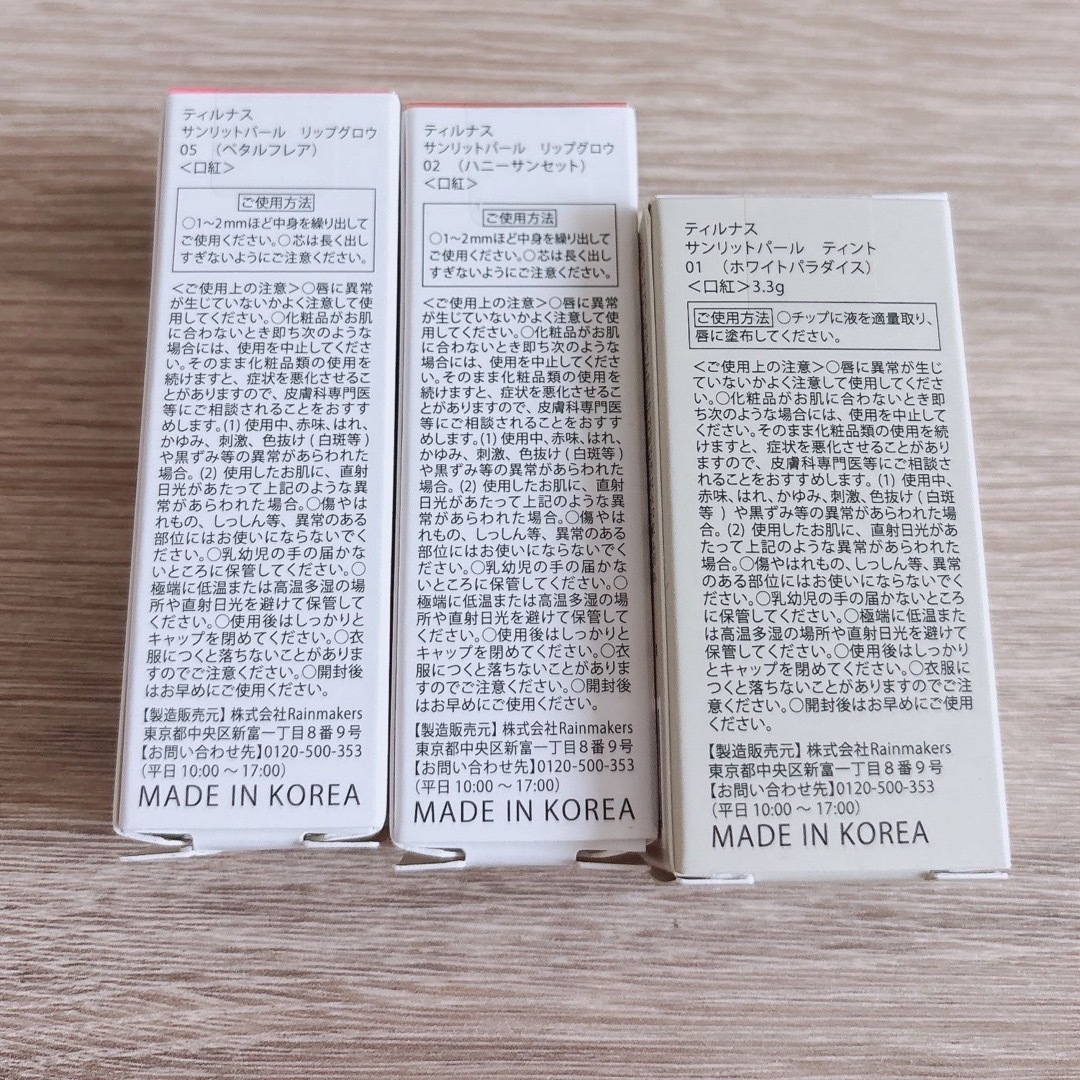 ティルナス
サンリットパール リップグロウ
05 (ペタルフレア)
<口紅>
ご使用方法
○1~2mmほど中身を繰り出して
ご使用ください。○芯は長く出し
すぎないようにご注意ください。
<ご使用上の注意>○唇に異常
が生じていないかよく注意して使
用してください。○化粧品がお肌
に合わないとき即ち次のような
場合には、使用を中止してくださ
い。そのまま化粧品類の使用を
続けますと、症状を悪化させるこ
とがありますので、皮膚科専門医
等にご相談されることをおすす
めします。(1) 使用中、赤味、はれ、
かゆみ、刺激、色抜け(白斑等)
や黒ずみ等の異常があらわれた
場合。(2) 使用したお肌に、直射
日光があたって上記のような異
常があらわれた場合。○傷やは
れもの、しっしん等、異常のある
部位にはお使いにならないでく
ださい。○乳幼児の手の届かな
いところに保管してください。○
極端に低温または高温多湿の場
所や直射日光を避けて保管して
ください。○使用後はしっかりと
キャップを閉めてください。○衣
服につくと落ちないことがありま
すのでご注意ください。○開封後
はお早めにご使用ください。
【製造販売元】株式会社Rainmakers
東京都中央区新富一丁目8番9号
【お問い合わせ先】0120-500-353
(平日 10:00 ~ 17:00)
MADE IN KOREA
ティルナス
サンリットパール リップグロウ
02 (ハニーサンセット)
<口紅>
ご使用方法
○1~2mmほど中身を繰り出して
ご使用ください。○芯は長く出し
すぎないようにご注意ください。
<ご使用上の注意>○唇に異常
が生じていないかよく注意して使
用してください。○化粧品がお肌
に合わないとき即ち次のような
場合には、使用を中止してください。
そのまま化粧品類の使用を
続けますと、症状を悪化させるこ
とがありますので、皮膚科専門医
等にご相談されることをおすす
めします。(1) 使用中、赤味、はれ、
かゆみ、刺激、色抜け(白斑等)
や黒ずみ等の異常があらわれた
場合。(2) 使用したお肌に、直射
日光があたって上記のような異
常があらわれた場合。○傷やは
れもの、しっしん等、異常のある
部位にはお使いにならないでく
ださい。○乳幼児の手の届かな
いところに保管してください。○
極端に低温または高温多湿の場
所や直射日光を避けて保管して
ください。○使用後はしっかりと
キャップを閉めてください。○衣
服につくと落ちないことがありま
すのでご注意ください。○開封後
はお早めにご使用ください。
【製造販売元】株式会社Rainmakers
東京都中央区新富一丁目8番9号
【お問い合わせ先】0120-500-353
(平日 10:00 ~ 17:00)
MADE IN KOREA
ティルナス
サンリットパール ティント
01 (ホワイトパラダイス)
<口紅>3.3g
ご使用方法 ○チップに液を適量取り、
唇に塗布してください。
<ご使用上の注意>○唇に異常が生じ
ていないかよく注意して使用してくださ
い。○化粧品がお肌に合わないとき即
ち次のような場合には、使用を中止して
ください。そのまま化粧品類の使用を続
けますと、症状を悪化させることがあり
ますので、皮膚科専門医等にご相談さ
れることをおすすめします。(1) 使用中、
赤味、はれ、かゆみ、刺激、色抜け(白斑
等)や黒ずみ等の異常があらわれた場
合。(2) 使用したお肌に、直射日光があ
たって上記のような異常があらわれた
場合。○傷やはれもの、しっしん等、異常
のある部位にはお使いにならないでく
ださい。○乳幼児の手の届かないところ
に保管してください。○極端に低温また
は高温多湿の場所や直射日光を避けて
保管してください。○使用後はしっかり
とキャップを閉めてください。○衣服に
つくと落ちないことがありますのでご注
意ください。○開封後はお早めにご使用
ください。
【製造販売元】株式会社Rainmakers
東京都中央区新富一丁目8番9号
【お問い合わせ先】0120-500-353
(平日 10:00 ~ 17:00)
MADE IN KOREA